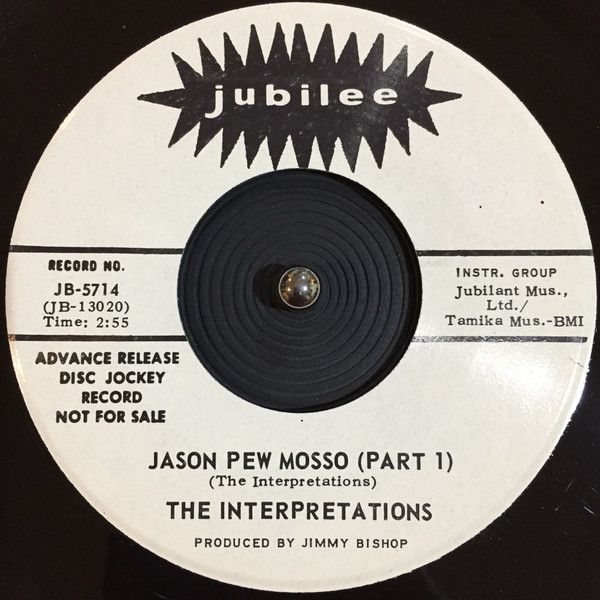 jubilee
RECORD NO.
JB-5714
(JB-13020)
Time: 2:55
INSTR. GROUP
Jubilant Mus.,
Ltd./
Tamika Mus.-BMI
ADVANCE RELEASE
DISC JOCKEY
RECORD
NOT FOR SALE
JASON PEW MOSSO (PART 1)
(The Interpretations)
THE INTERPRETATIONS
PRODUCED BY JIMMY BISHOP